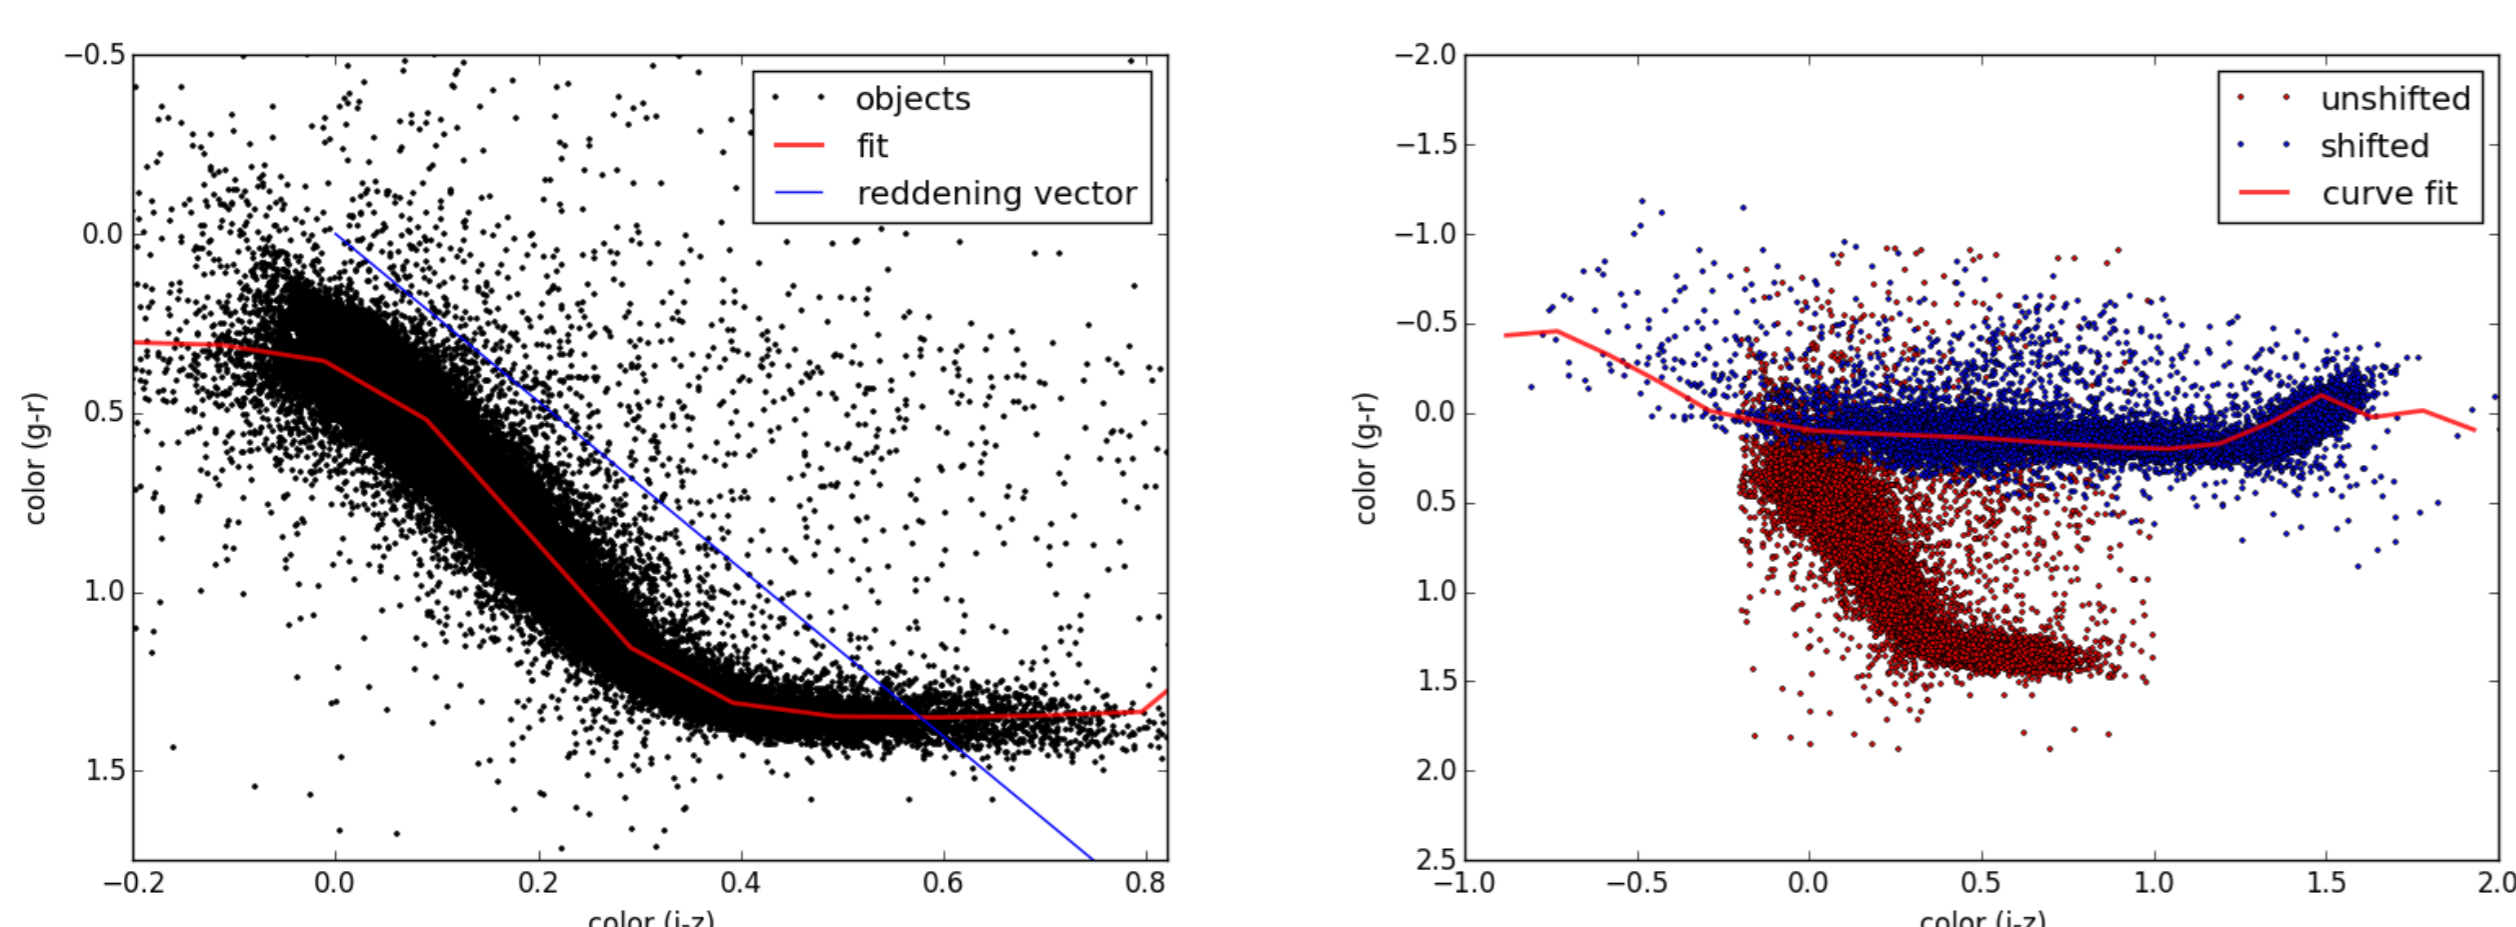 −0.5
0.0
0.5
1.0
1.5
color (g-r)
objects
fit
reddening vector
−0.2
0.0
0.2
0.4
0.6
0.8
color (i-z)
−2.0
−1.5
−1.0
−0.5
0.0
0.5
1.0
1.5
2.0
2.5
color (g-r)
unshifted
shifted
curve fit
−1.0
−0.5
0.0
0.5
1.0
1.5
2.0
color (i-z)